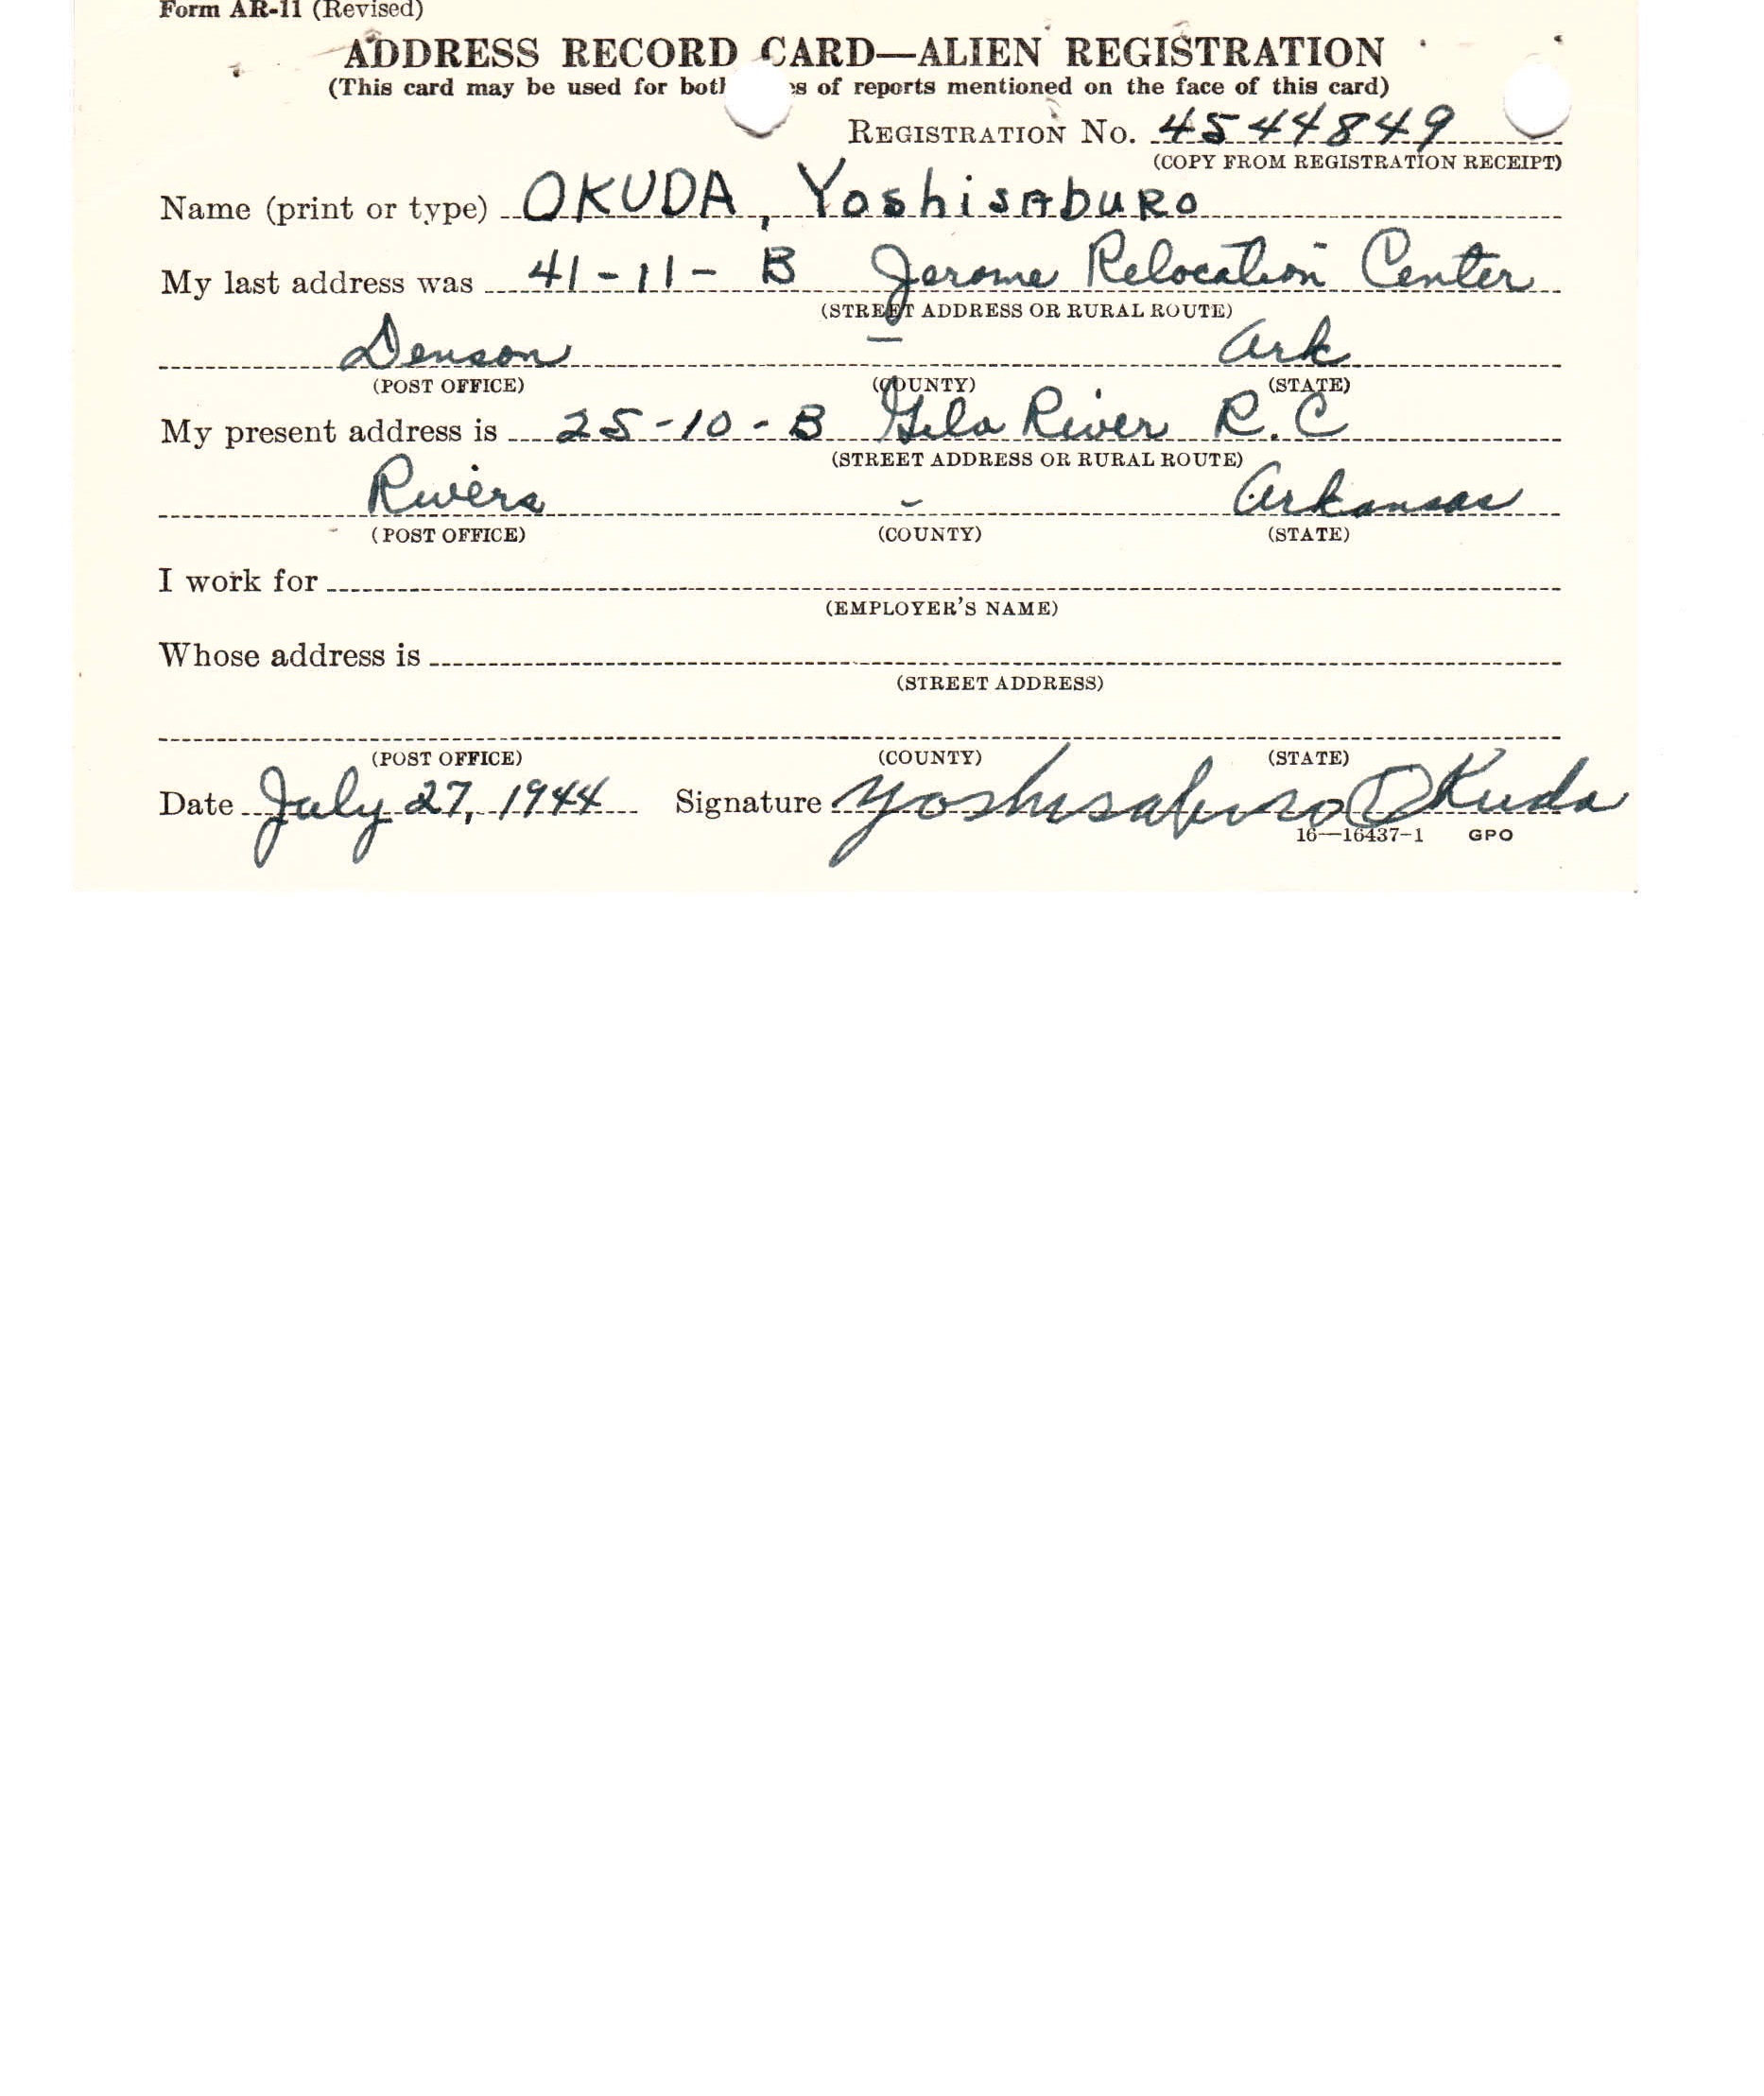 Form AR-11 (Revised)
ADDRESS RECORD CARD—ALIEN REGISTRATION
(This card may be used for both of reports mentioned on the face of this card)
REGISTRATION No. 4544849
(COPY FROM REGISTRATION RECEIPT)
Name (print or type) OKUDA, Yoshisaburo
My last address was 41-11- B Jerome Relocation Center
(STREET ADDRESS OR RURAL ROUTE)
Denson — Ark
(POST OFFICE) (COUNTY) (STATE)
My present address is 25-10-B Gila River R.C
(STREET ADDRESS OR RURAL ROUTE)
Rivers - Arkansas
(POST OFFICE) (COUNTY) (STATE)
I work for
(EMPLOYER'S NAME)
Whose address is
(STREET ADDRESS)
(POST OFFICE) (COUNTY) (STATE)
Date July 27, 1944 Signature Yoshisaburo Okuda
16—16437-1 GPO